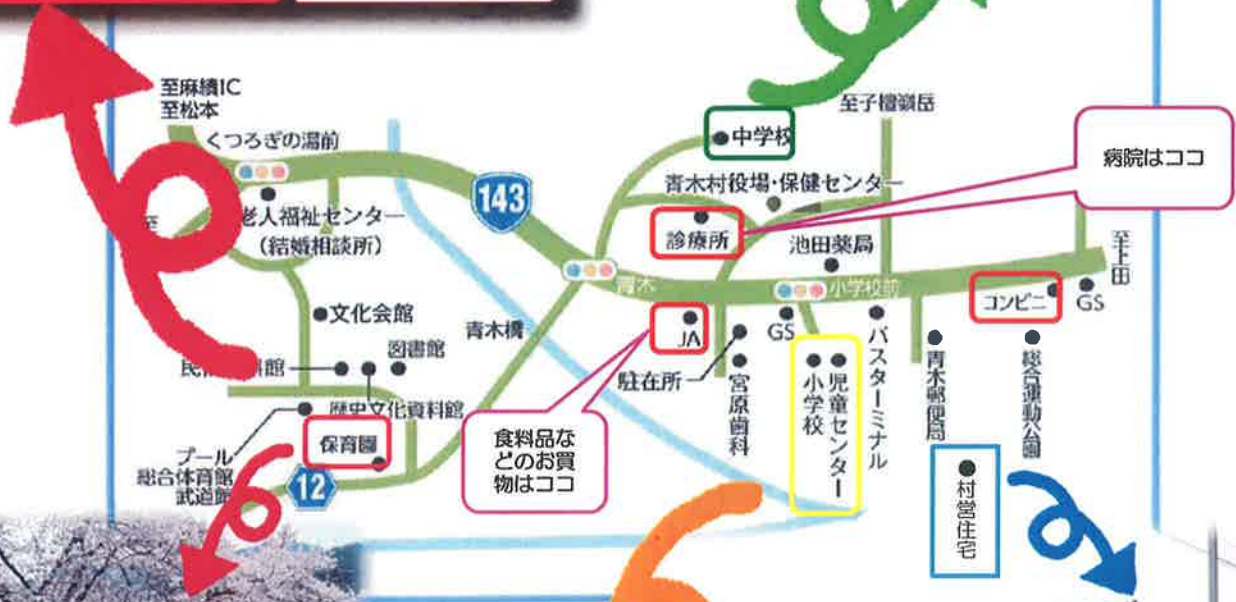 至麻績IC
至松本
くつろぎの湯前
老人福祉センター
(結婚相談所)
至
143
中学校
至子檀嶺岳
病院はココ
青木村役場・保健センター
診療所
池田薬局
至上田
青木
小学校前
コンビニ
GS
JA
GS
文化会館
青木橋
図書館
館
歴史文化資料館
保育園
プール
総合体育館
武道館
12
食料品な
どのお買
物はココ
駐在所
宮原歯科
小学校
児童センター
バスターミナル
青木郵便局
総合運動公園
村営住宅